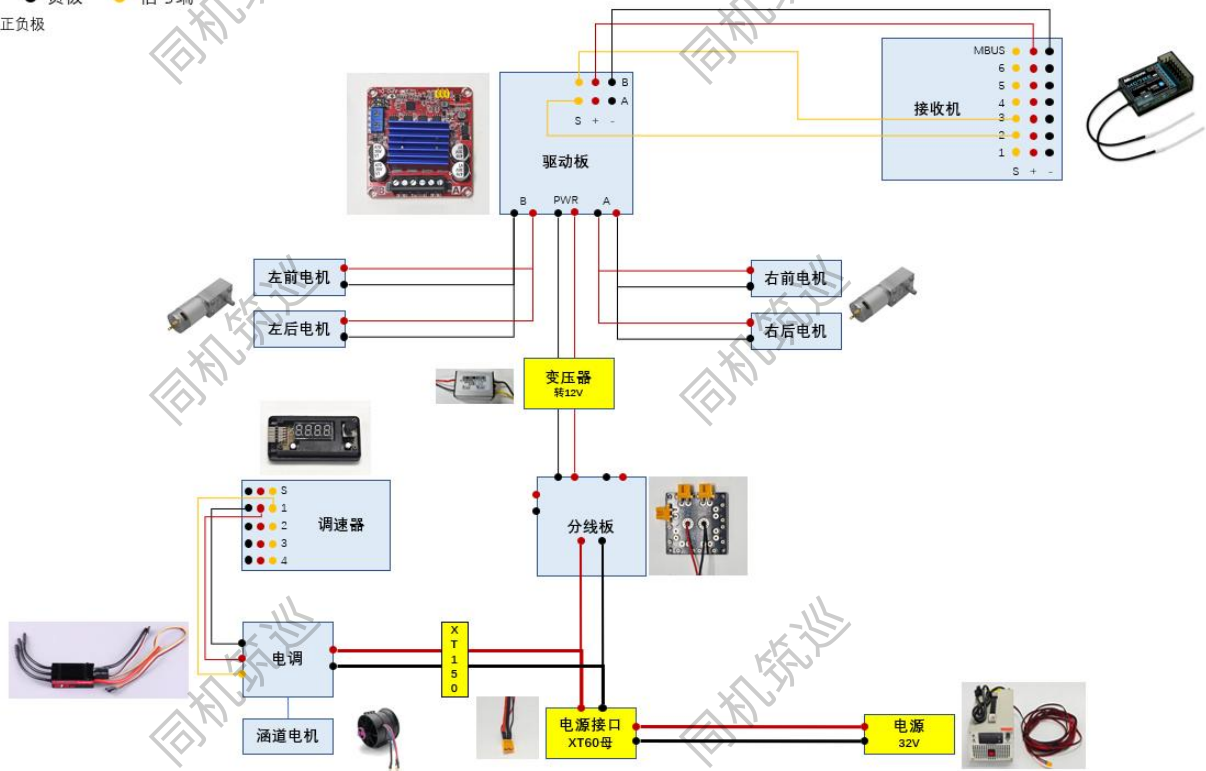 负极 信号端
正负极
MBUS
6
5
4
3
2
1
S + -
接收机
B
A
S + -
驱动板
B PWR A
左前电机
左后电机
右前电机
右后电机
变压器
转12V
S
1
2
3
4
调速器
分线板
电调
XT150
涵道电机
电源接口
XT60母
电源
32V
同机筑巡
同机筑巡
同机筑巡
同机筑巡
同机筑巡
同机筑巡